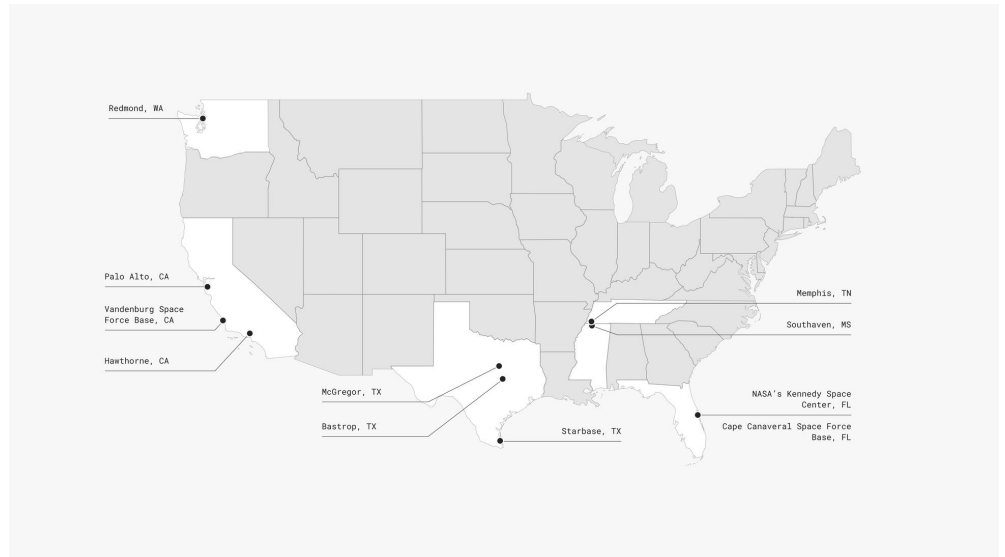 Redmond, WA
Palo Alto, CA
Vandenburg Space
Force Base, CA
Hawthorne, CA
McGregor, TX
Bastrop, TX
Starbase, TX
Memphis, TN
Southaven, MS
NASA's Kennedy Space
Center, FL
Cape Canaveral Space Force
Base, FL